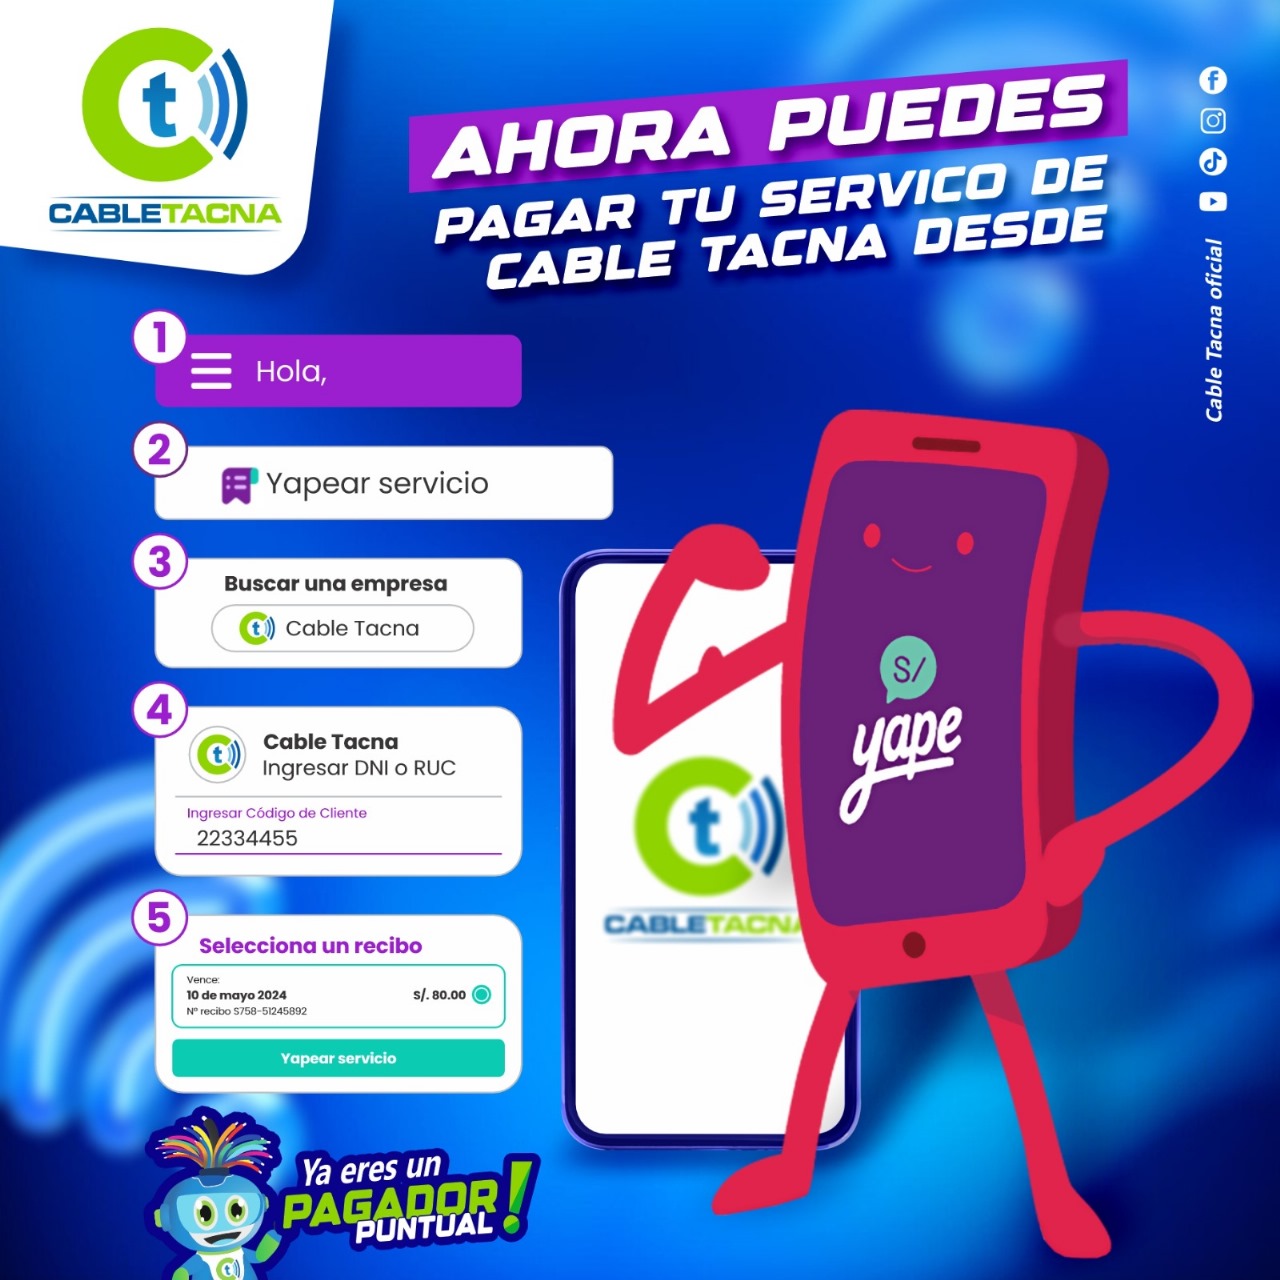 t
CABLETACNA
AHORA PUEDES
PAGAR TU SERVICO DE
CABLE TACNA DESDE
Cable Tacna oficial
1
Hola,
2
Yapear servicio
3
Buscar una empresa
t
Cable Tacna
4
t
Cable Tacna
Ingresar DNI o RUC
Ingresar Código de Cliente
22334455
5
Selecciona un recibo
Vence:
10 de mayo 2024
S/. 80.00
N° recibo S758-51245892
Yapear servicio
S/
yape
t
CABLETACNA
Ya eres un
PAGADOR
PUNTUAL!
t